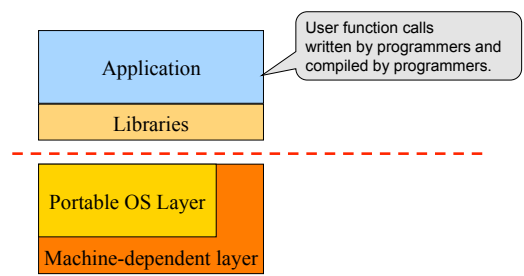 User function calls
written by programmers and
compiled by programmers.
Application
Libraries
Portable OS Layer
Machine-dependent layer